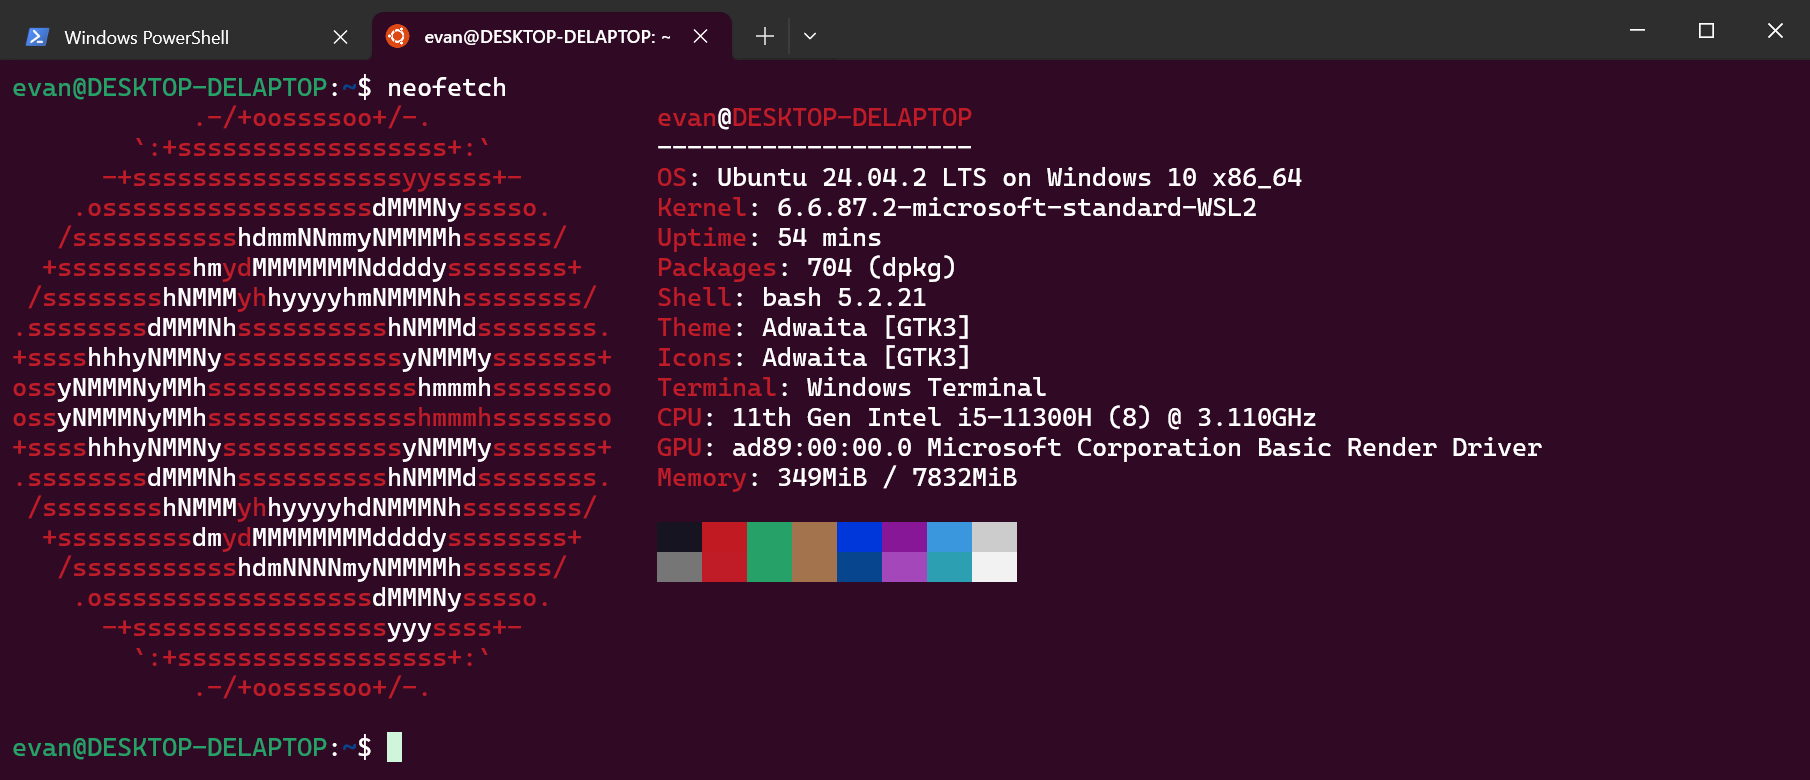 Windows PowerShell
evan@DESKTOP-DELAPTOP: ~
evan@DESKTOP-DELAPTOP:~$ neofetch
.-/+oossssoo+/-.               evan@DESKTOP-DELAPTOP
`:+ssssssssssssssssss+:`           ---------------------
-+ssssssssssssssssssyyssss+-         OS: Ubuntu 24.04.2 LTS on Windows 10 x86_64
.ossssssssssssssssssdMMMNysssso.       Kernel: 6.6.87.2-microsoft-standard-WSL2
/ssssssssssshdmmNNmmyNMMMMhssssss/      Uptime: 54 mins
+ssssssssshmydMMMMMMMNddddyssssssss+     Packages: 704 (dpkg)
/sssssssshNMMMyhhyyyyhmNMMMNhssssssss/    Shell: bash 5.2.21
.ssssssssdMMMNhsssssssssshNMMMdssssssss.   Theme: Adwaita [GTK3]
+sssshhhyNMMNyssssssssssssyNMMMysssssss+   Icons: Adwaita [GTK3]
ossyNMMMNyMMhsssssssssssssshmmmhssssssso   Terminal: Windows Terminal
ossyNMMMNyMMhsssssssssssssshmmmhssssssso   CPU: 11th Gen Intel i5-11300H (8) @ 3.110GHz
+sssshhhyNMMNyssssssssssssyNMMMysssssss+   GPU: ad89:00:00.0 Microsoft Corporation Basic Render Driver
.ssssssssdMMMNhsssssssssshNMMMdssssssss.   Memory: 349MiB / 7832MiB
/sssssssshNMMMyhhyyyyhdNMMMNhssssssss/
+sssssssssdmydMMMMMMMMddddyssssssss+
/ssssssssssshdmNNNNmyNMMMMhssssss/
.ossssssssssssssssssdMMMNysssso.
-+sssssssssssssssssyyyssss+-
`:+ssssssssssssssssss+:`
.-/+oossssoo+/-.
evan@DESKTOP-DELAPTOP:~$